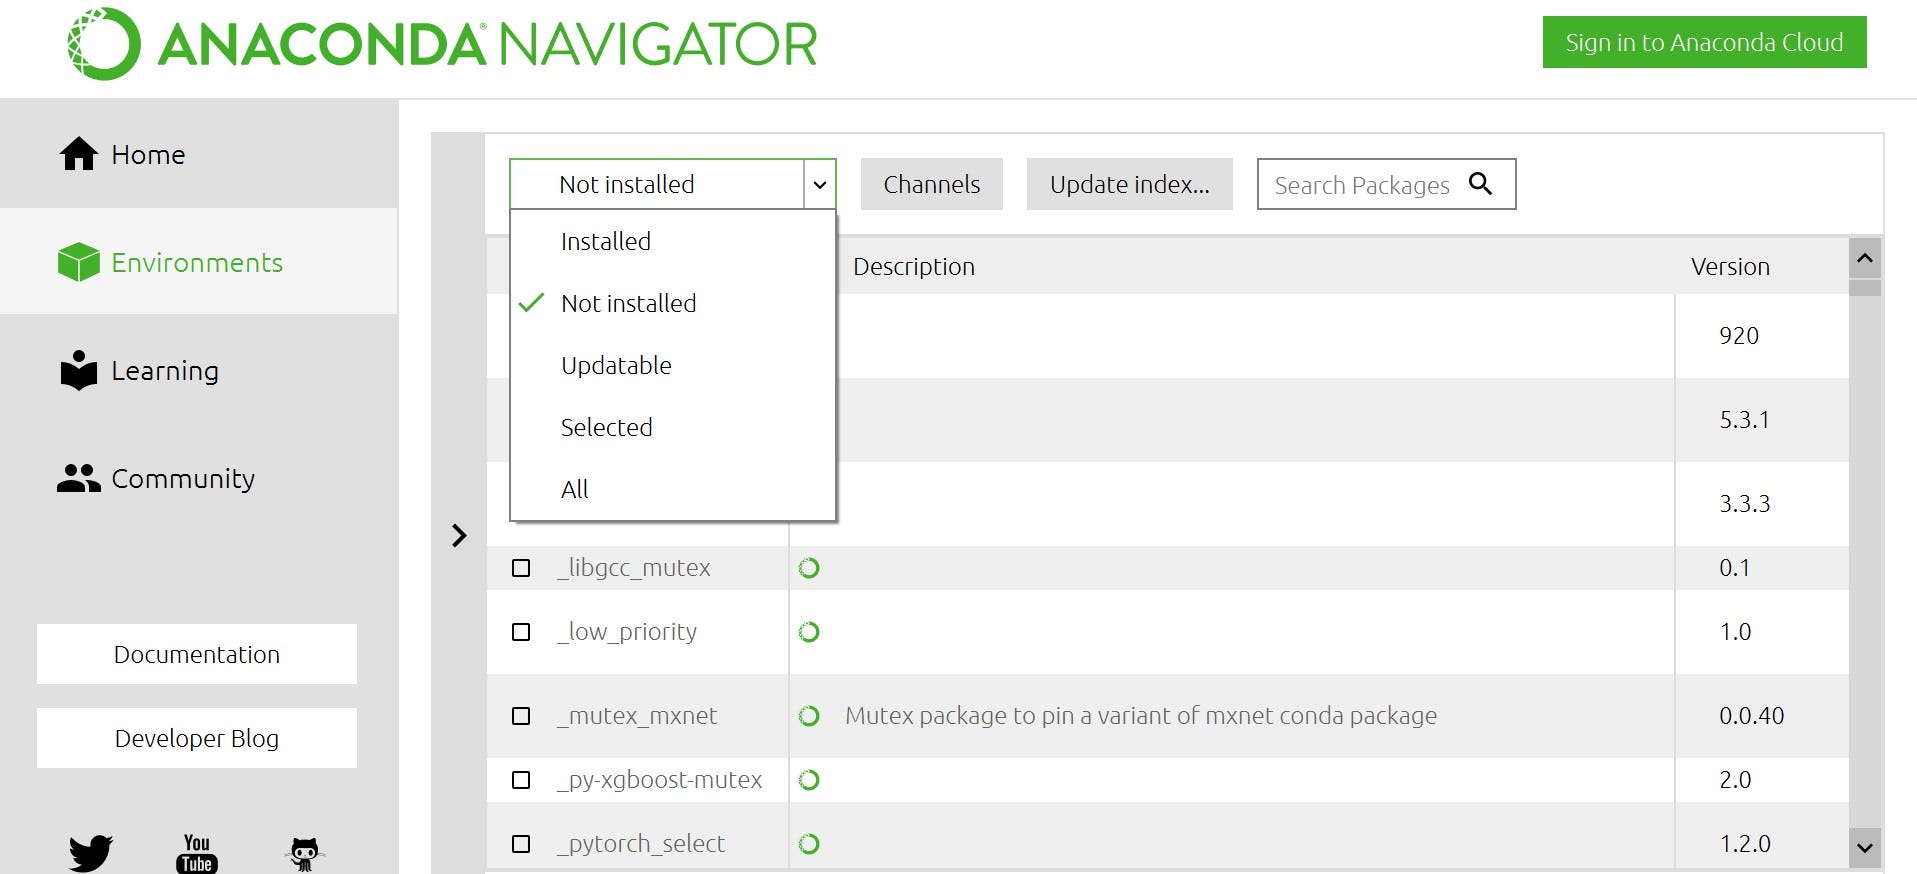 ANACONDA® NAVIGATOR
Sign in to Anaconda Cloud
Home
Environments
Learning
Community
Documentation
Developer Blog
You
Tube
Not installed
Channels
Update index...
Search Packages
Installed
Not installed
Updatable
Selected
All
Description Version
920
5.3.1
3.3.3
_libgcc_mutex 0.1
_low_priority 1.0
_mutex_mxnet Mutex package to pin a variant of mxnet conda package 0.0.40
_py-xgboost-mutex 2.0
_pytorch_select 1.2.0